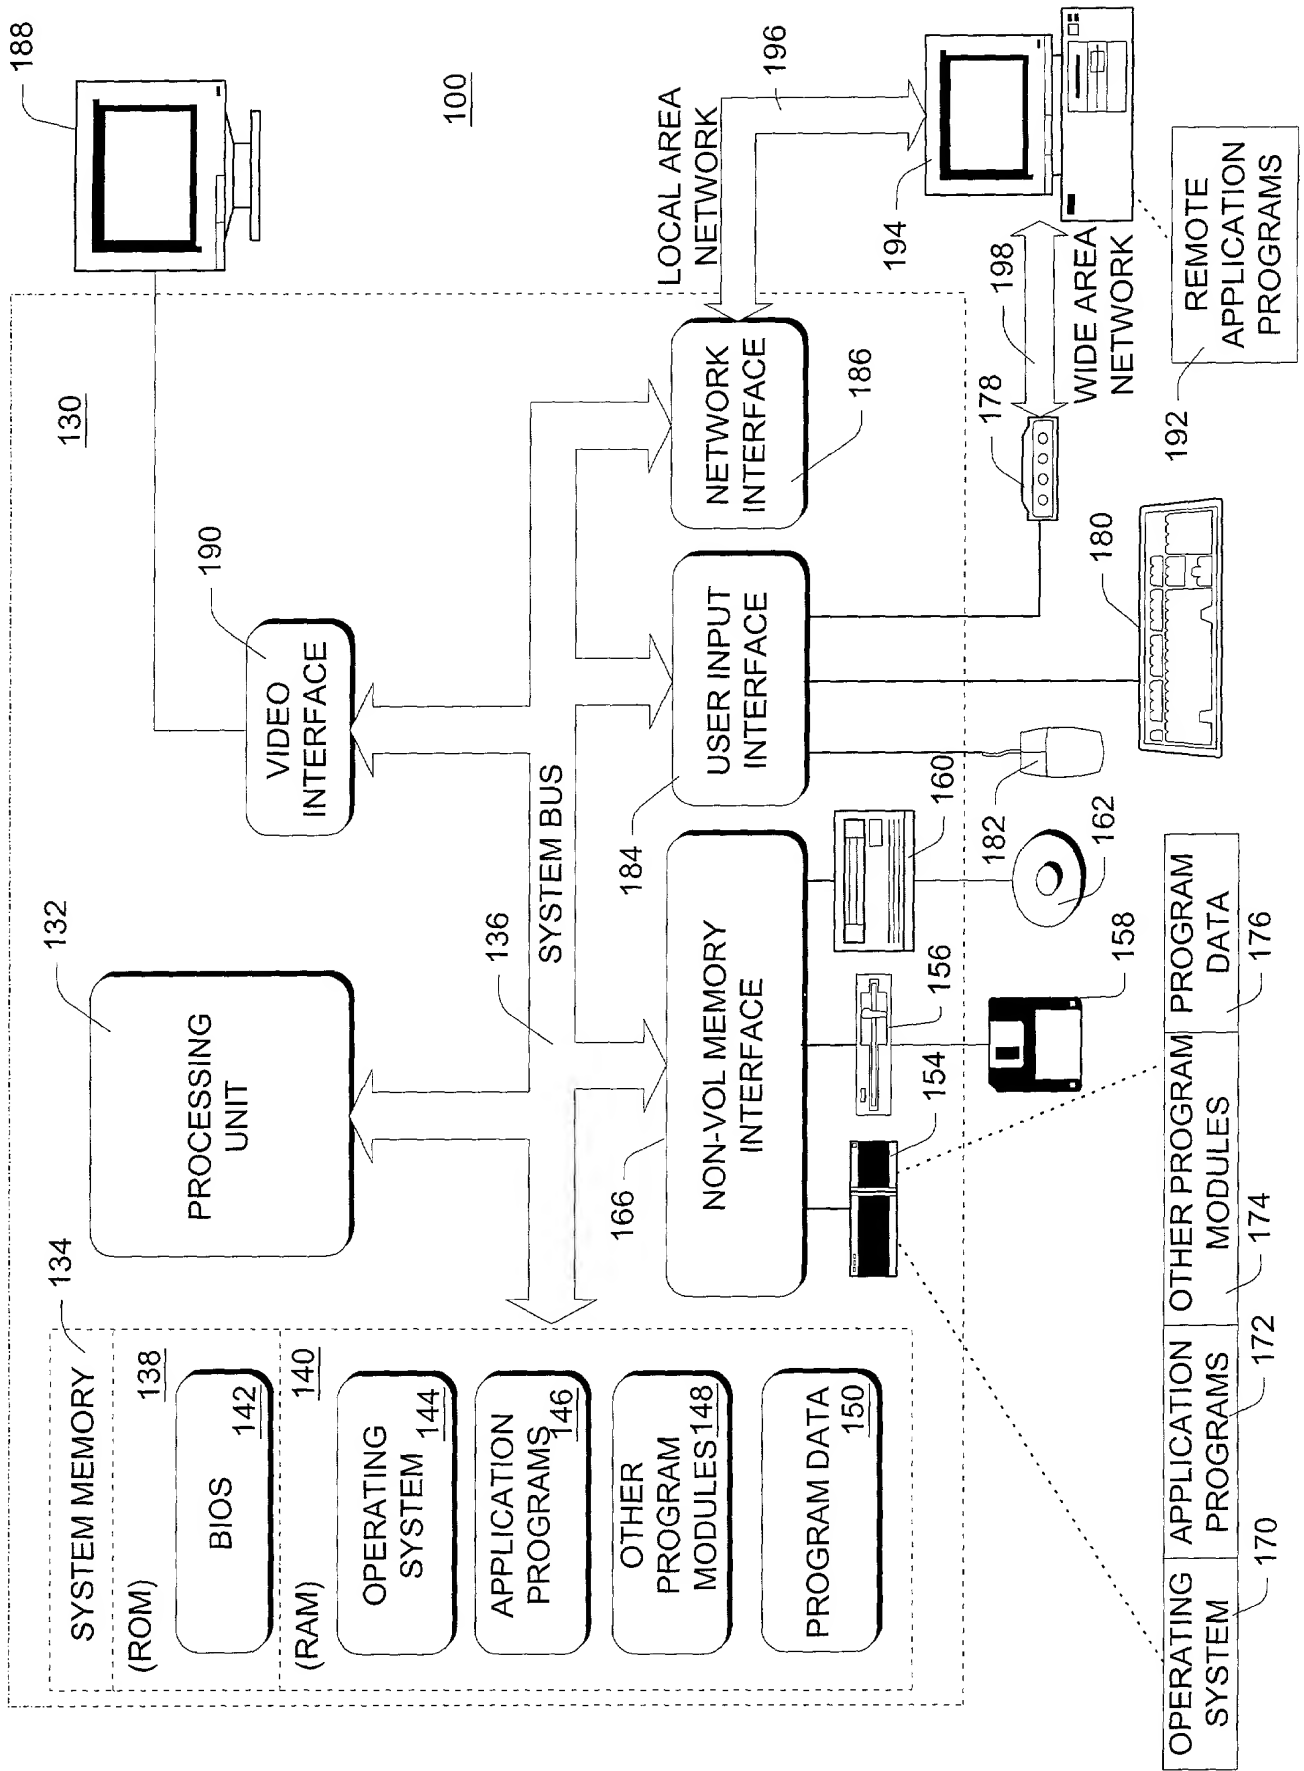 SYSTEM MEMORY
134
(ROM)
138
BIOS
142
(RAM)
140
OPERATING
SYSTEM
144
APPLICATION
PROGRAMS
146
OTHER
PROGRAM
MODULES
148
PROGRAM DATA
150
132
PROCESSING
UNIT
190
VIDEO
INTERFACE
130
188
100
136
SYSTEM BUS
166
NON-VOL MEMORY
INTERFACE
184
USER INPUT
INTERFACE
NETWORK
INTERFACE
186
LOCAL AREA
NETWORK
196
194
154
156
160
158
162
182
180
178
198
WIDE AREA
NETWORK
192
REMOTE
APPLICATION
PROGRAMS
OPERATING
SYSTEM
170
APPLICATION
PROGRAMS
172
OTHER PROGRAM
MODULES
174
PROGRAM
DATA
176